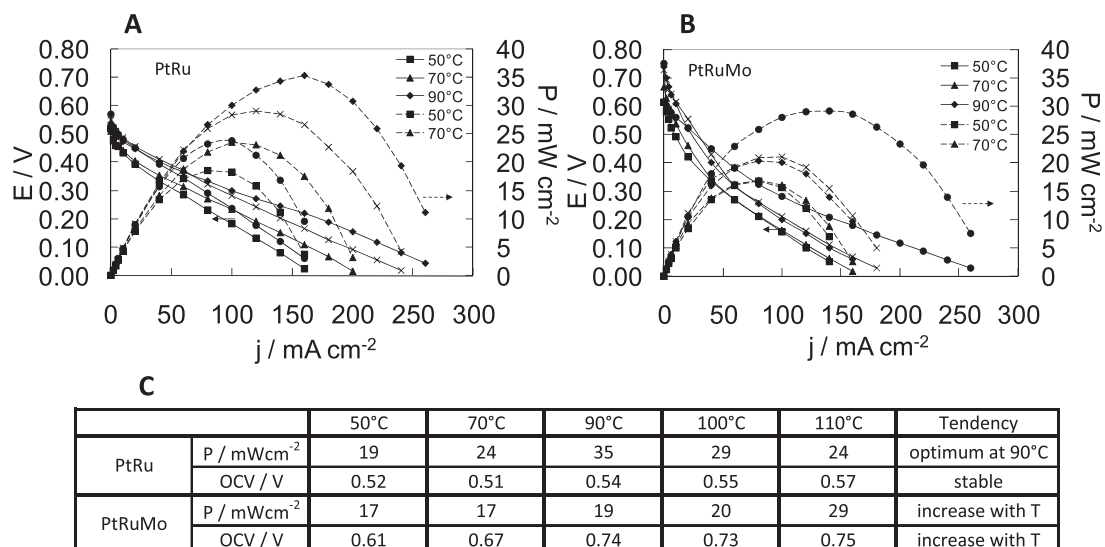 A
B
0.80
0.70
0.60
0.50
0.40
0.30
0.20
0.10
0.00
E / V
PtRu
50°C
70°C
90°C
50°C
70°C
40
35
30
25
20
15
10
5
0
P / mW cm-2
0 50 100 150 200 250 300
j / mA cm-2
0.80
0.70
0.60
0.50
0.40
0.30
0.20
0.10
0.00
E / V
PtRuMo
50°C
70°C
90°C
50°C
70°C
40
35
30
25
20
15
10
5
0
P / mW cm-2
0 50 100 150 200 250 300
j / mA cm-2
C
50°C 70°C 90°C 100°C 110°C Tendency
PtRu P / mWcm-2 19 24 35 29 24 optimum at 90°C
OCV / V 0.52 0.51 0.54 0.55 0.57 stable
PtRuMo P / mWcm-2 17 17 19 20 29 increase with T
OCV / V 0.61 0.67 0.74 0.73 0.75 increase with T